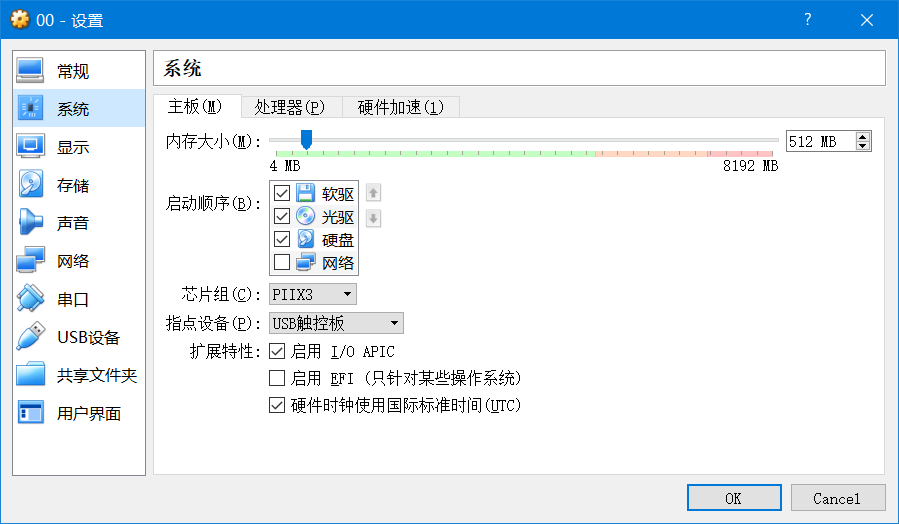 00 - 设置
?
常规
系统
显示
存储
声音
网络
串口
USB设备
共享文件夹
用户界面
系统
主板(M) 处理器(P) 硬件加速(l)
内存大小(M): 512 MB
4 MB 8192 MB
启动顺序(B):
软驱
光驱
硬盘
网络
芯片组(C): PIIX3
指点设备(P): USB触控板
扩展特性: 启用 I/O APIC
启用 EFI (只针对某些操作系统)
硬件时钟使用国际标准时间(UTC)
OK Cancel